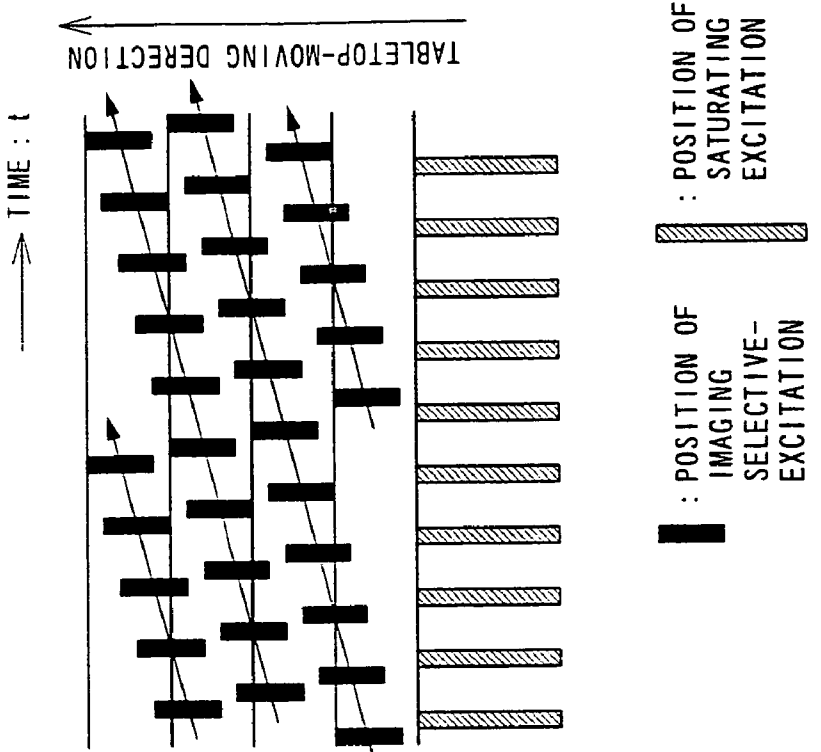 TIME : t
TABLETOP-MOVING DERECTION
: POSITION OF
IMAGING
SELECTIVE-
EXCITATION
: POSITION OF
SATURATING
EXCITATION